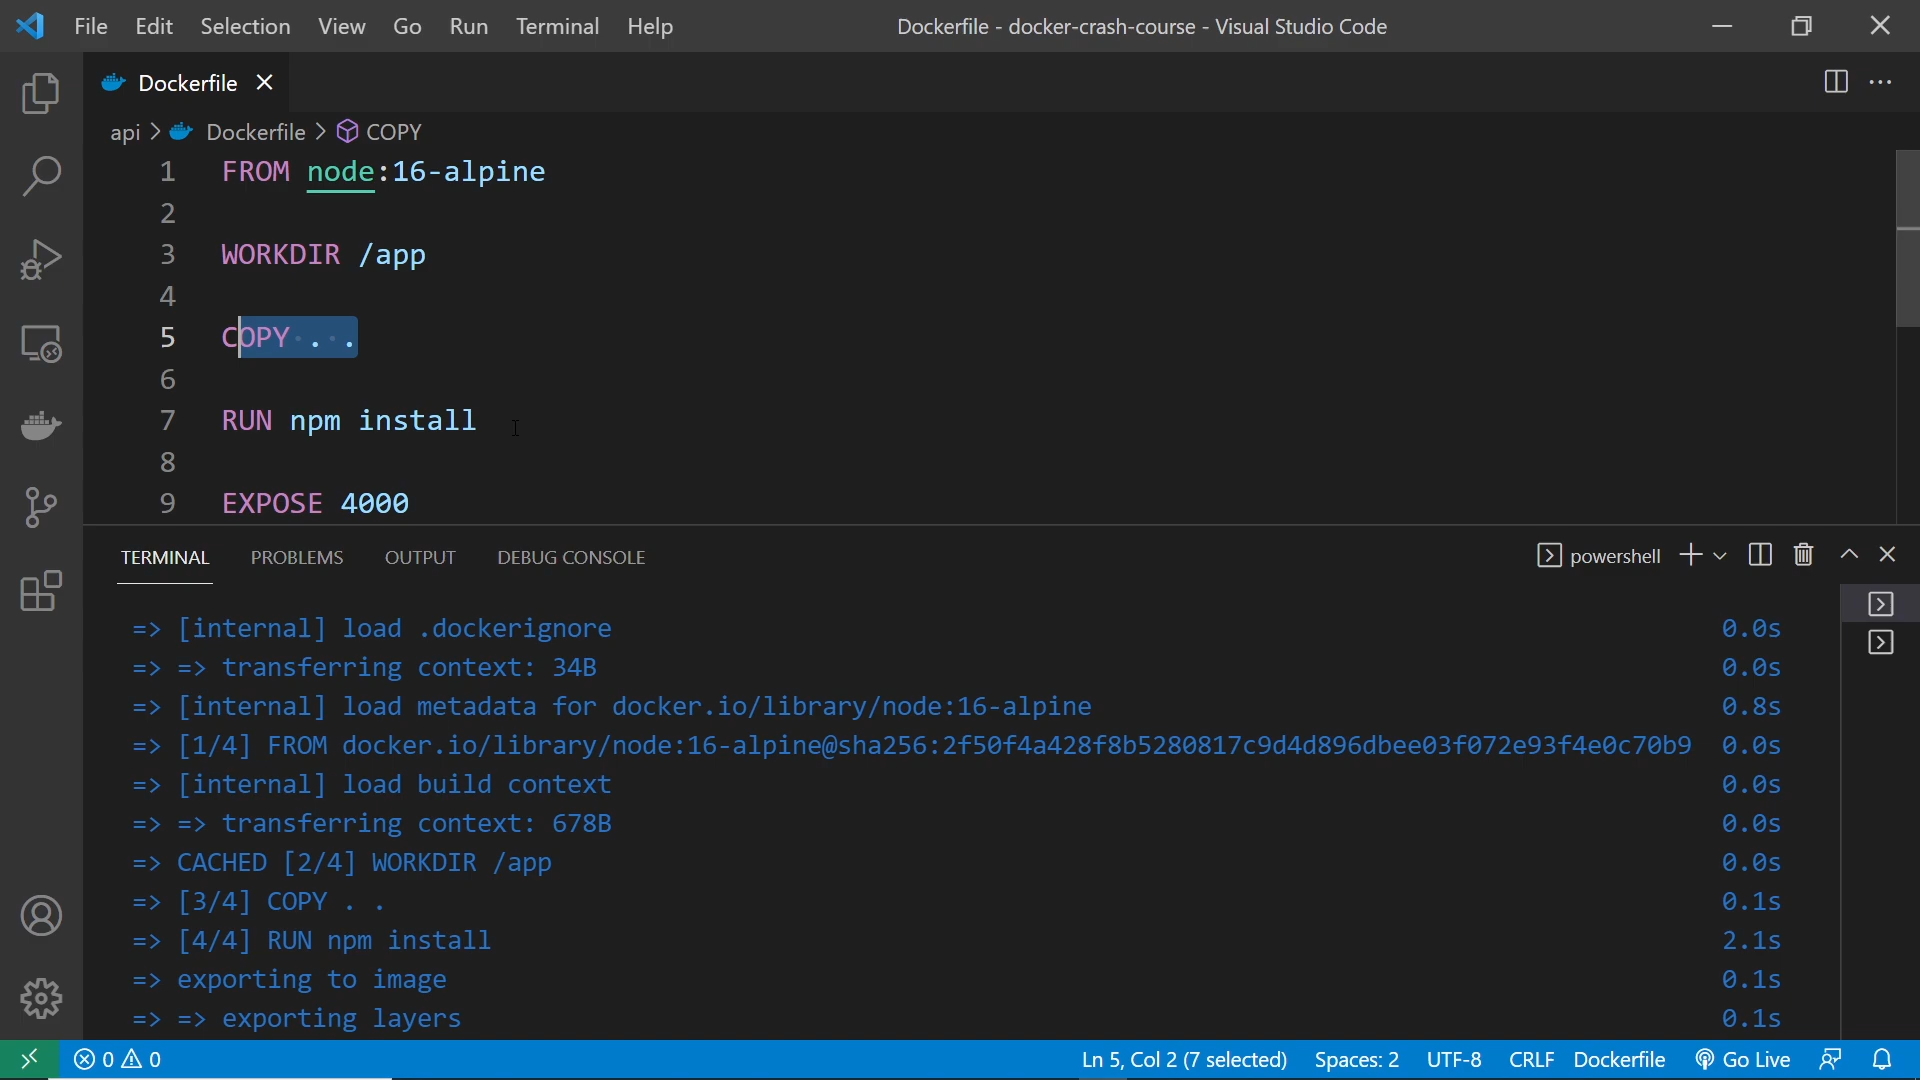 File Edit Selection View Go Run Terminal Help Dockerfile - docker-crash-course - Visual Studio Code
Dockerfile
api > Dockerfile > COPY
1 FROM node:16-alpine
2
3 WORKDIR /app
4
5 COPY . .
6
7 RUN npm install
8
9 EXPOSE 4000
TERMINAL PROBLEMS OUTPUT DEBUG CONSOLE powershell
=> [internal] load .dockerignore 0.0s
=> => transferring context: 34B 0.0s
=> [internal] load metadata for docker.io/library/node:16-alpine 0.8s
=> [1/4] FROM docker.io/library/node:16-alpine@sha256:2f50f4a428f8b5280817c9d4d896dbee03f072e93f4e0c70b9 0.0s
=> [internal] load build context 0.0s
=> => transferring context: 678B 0.0s
=> CACHED [2/4] WORKDIR /app 0.0s
=> [3/4] COPY . . 0.1s
=> [4/4] RUN npm install 2.1s
=> exporting to image 0.1s
=> => exporting layers 0.1s
0 0 Ln 5, Col 2 (7 selected) Spaces: 2 UTF-8 CRLF Dockerfile Go Live